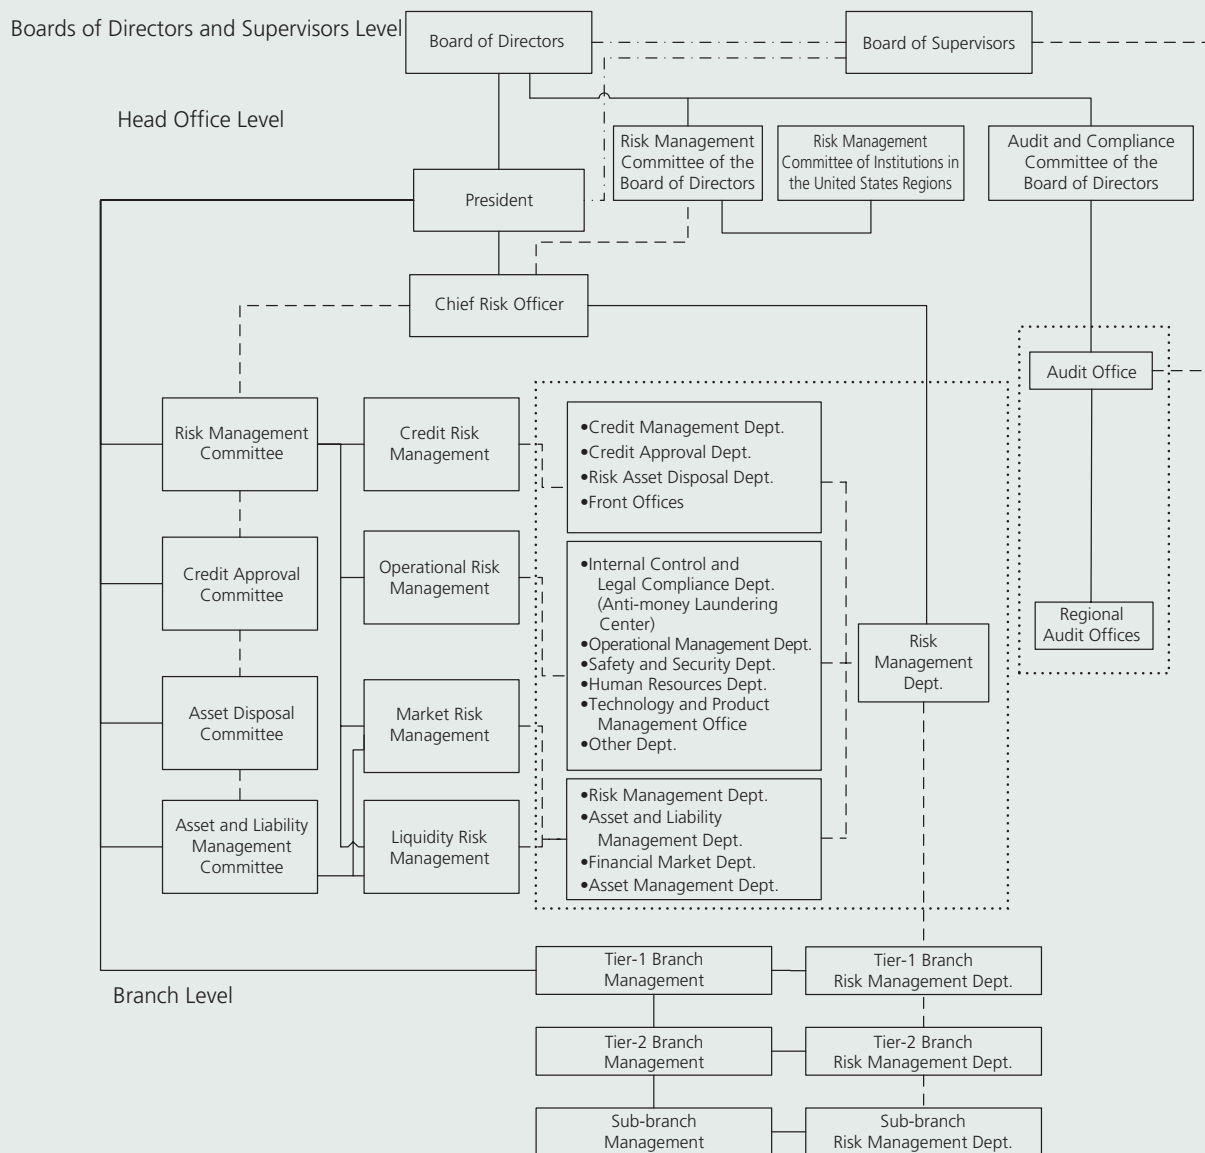 Boards of Directors and Supervisors Level
Board of Directors
Board of Supervisors
Head Office Level
Risk Management
Committee of the
Board of Directors
Risk Management
Committee of Institutions in
the United States Regions
Audit and Compliance
Committee of the
Board of Directors
President
Chief Risk Officer
Audit Office
Regional
Audit Offices
Risk Management
Committee
Credit Risk
Management
•Credit Management Dept.
•Credit Approval Dept.
•Risk Asset Disposal Dept.
•Front Offices
Credit Approval
Committee
Operational Risk
Management
•Internal Control and
Legal Compliance Dept.
(Anti-money Laundering
Center)
•Operational Management Dept.
•Safety and Security Dept.
•Human Resources Dept.
•Technology and Product
Management Office
•Other Dept.
Risk
Management
Dept.
Asset Disposal
Committee
Market Risk
Management
Asset and Liability
Management
Committee
Liquidity Risk
Management
•Risk Management Dept.
•Asset and Liability
Management Dept.
•Financial Market Dept.
•Asset Management Dept.
Branch Level
Tier-1 Branch
Management
Tier-1 Branch
Risk Management Dept.
Tier-2 Branch
Management
Tier-2 Branch
Risk Management Dept.
Sub-branch
Management
Sub-branch
Risk Management Dept.